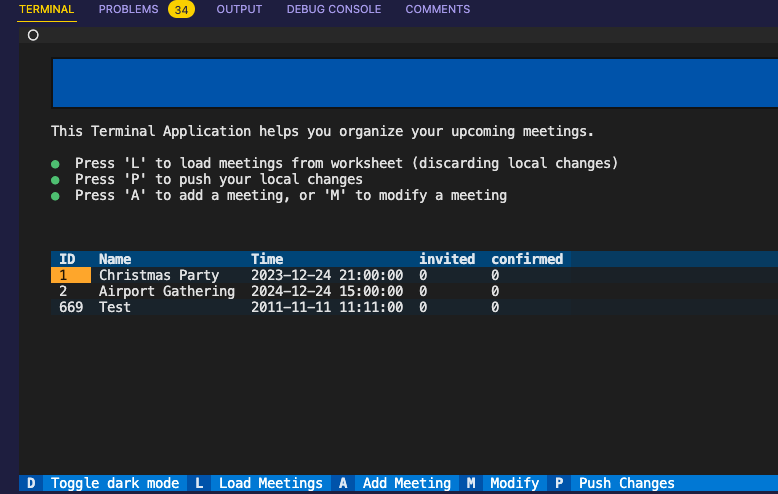 TERMINAL PROBLEMS 34 OUTPUT DEBUG CONSOLE COMMENTS
This Terminal Application helps you organize your upcoming meetings.
Press 'L' to load meetings from worksheet (discarding local changes)
Press 'P' to push your local changes
Press 'A' to add a meeting, or 'M' to modify a meeting
ID Name Time invited confirmed
1 Christmas Party 2023-12-24 21:00:00 0 0
2 Airport Gathering 2024-12-24 15:00:00 0 0
669 Test 2011-11-11 11:11:00 0 0
D Toggle dark mode L Load Meetings A Add Meeting M Modify P Push Changes